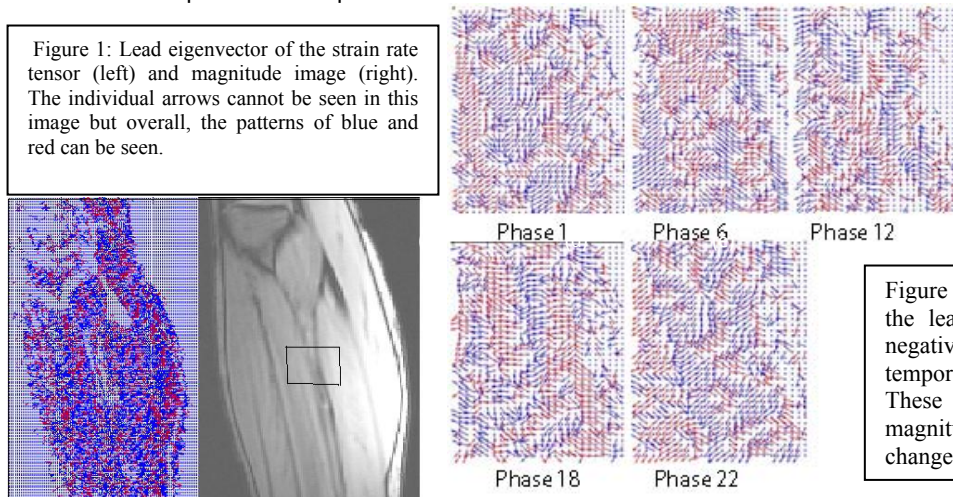 Figure 1: Lead eigenvector of the strain rate
tensor (left) and magnitude image (right).
The individual arrows cannot be seen in this
image but overall, the patterns of blue and
red can be seen.
Phase 1 Phase 6 Phase 12
Phase 18 Phase 22
Figure
the
negativ
tempor
These
magnitu
change